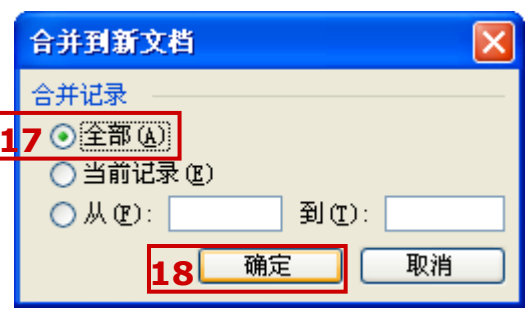 合并到新文档
合并记录
17 全部(A)
当前记录(E)
从(F): 到(T):
18 确定 取消